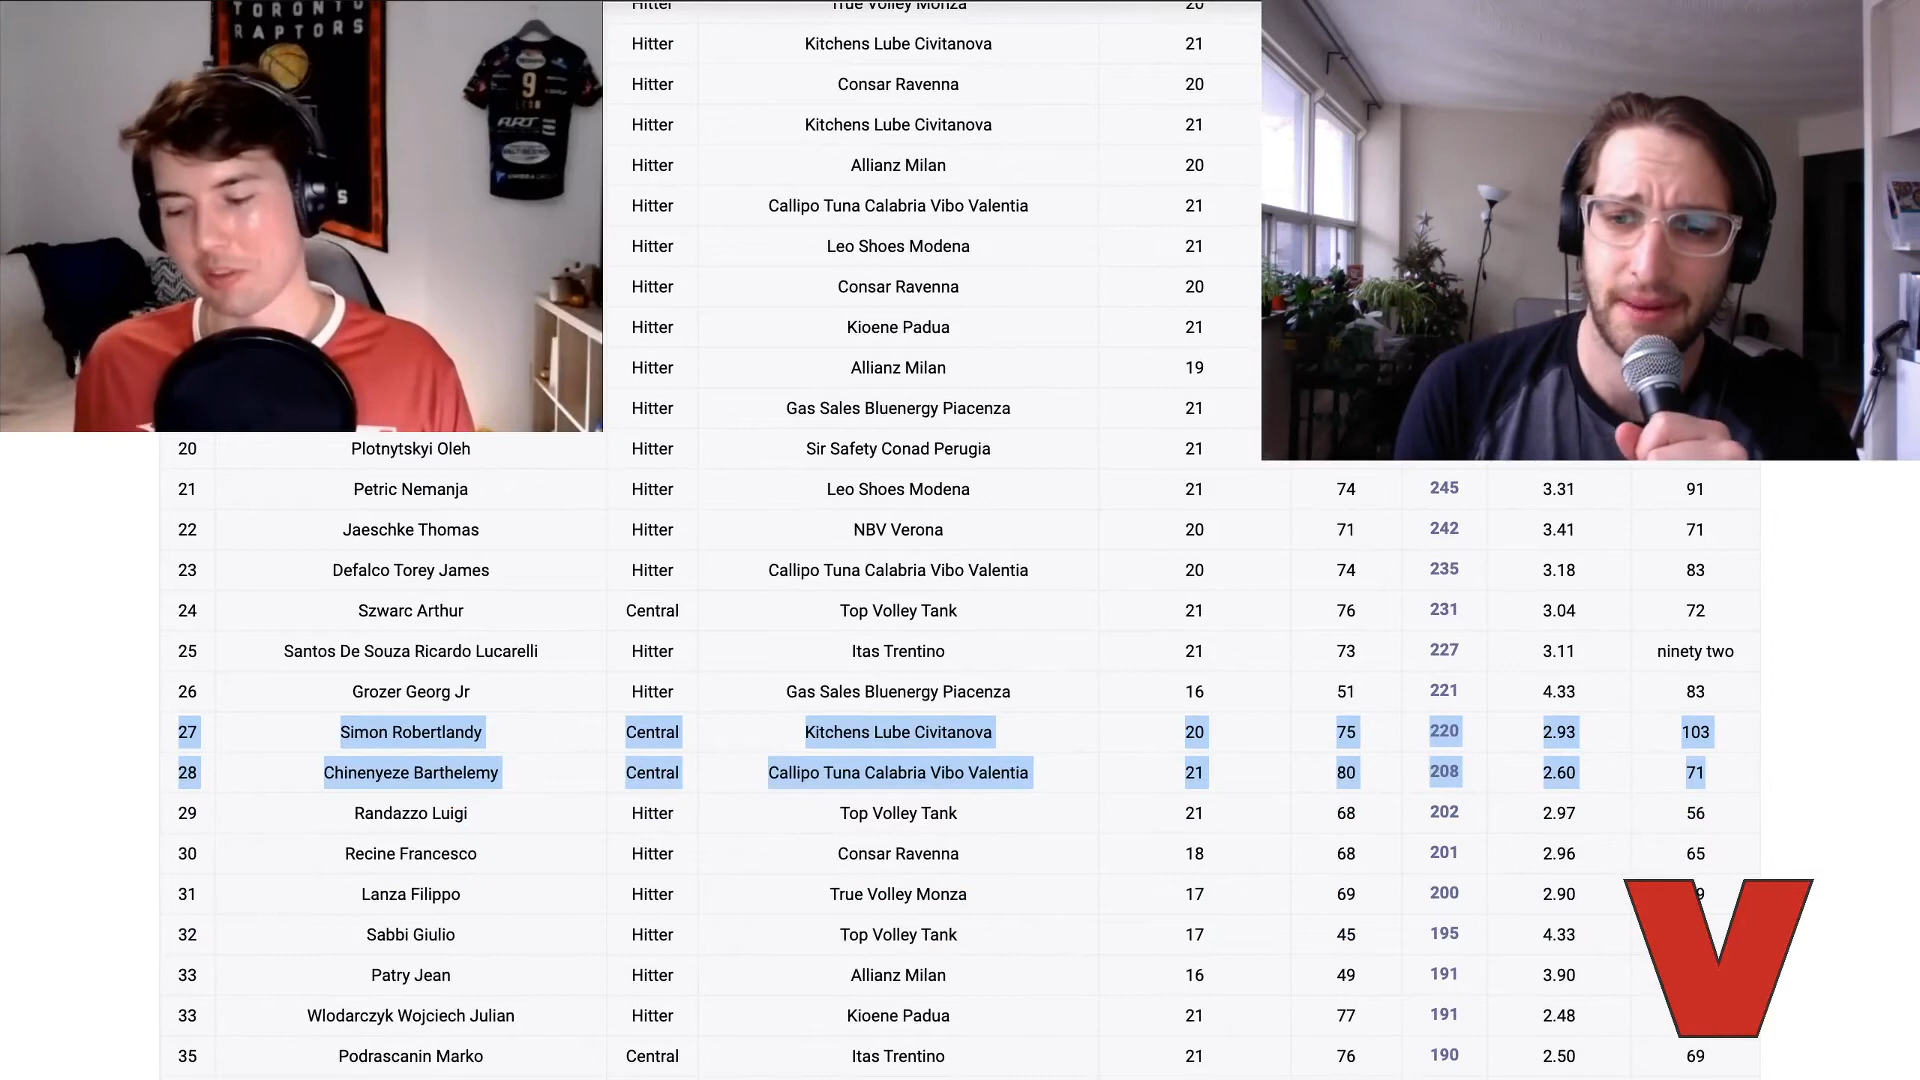 TORONTO
RAPTORS
S
9
LEON
ART
Hitter True Volley Monza 20
Hitter Kitchens Lube Civitanova 21
Hitter Consar Ravenna 20
Hitter Kitchens Lube Civitanova 21
Hitter Allianz Milan 20
Hitter Callipo Tuna Calabria Vibo Valentia 21
Hitter Leo Shoes Modena 21
Hitter Consar Ravenna 20
Hitter Kioene Padua 21
Hitter Allianz Milan 19
Hitter Gas Sales Bluenergy Piacenza 21
20 Plotnytskyi Oleh Hitter Sir Safety Conad Perugia 21
21 Petric Nemanja Hitter Leo Shoes Modena 21 74 245 3.31 91
22 Jaeschke Thomas Hitter NBV Verona 20 71 242 3.41 71
23 Defalco Torey James Hitter Callipo Tuna Calabria Vibo Valentia 20 74 235 3.18 83
24 Szwarc Arthur Central Top Volley Tank 21 76 231 3.04 72
25 Santos De Souza Ricardo Lucarelli Hitter Itas Trentino 21 73 227 3.11 ninety two
26 Grozer Georg Jr Hitter Gas Sales Bluenergy Piacenza 16 51 221 4.33 83
27 Simon Robertlandy Central Kitchens Lube Civitanova 20 75 220 2.93 103
28 Chinenyeze Barthelemy Central Callipo Tuna Calabria Vibo Valentia 21 80 208 2.60 71
29 Randazzo Luigi Hitter Top Volley Tank 21 68 202 2.97 56
30 Recine Francesco Hitter Consar Ravenna 18 68 201 2.96 65
31 Lanza Filippo Hitter True Volley Monza 17 69 200 2.90 9
32 Sabbi Giulio Hitter Top Volley Tank 17 45 195 4.33
33 Patry Jean Hitter Allianz Milan 16 49 191 3.90
33 Wlodarczyk Wojciech Julian Hitter Kioene Padua 21 77 191 2.48
35 Podrascanin Marko Central Itas Trentino 21 76 190 2.50 69
V